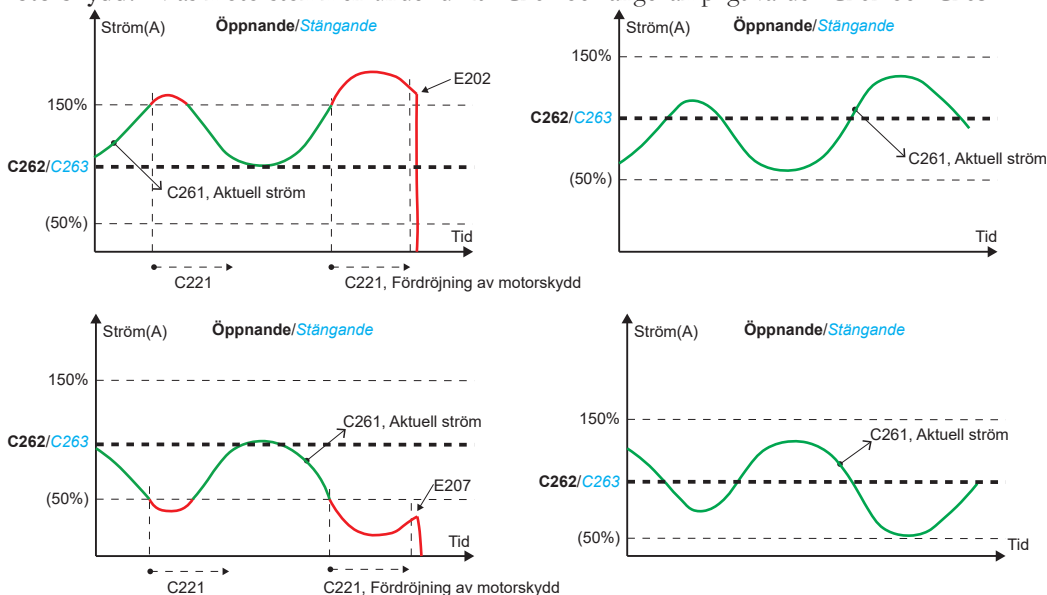 Ström(A) Öppnande/Stängande
E202
150%
C262/C263
C261, Aktuell ström
(50%)
Tid
C221
C221, Fördröjning av motorskydd
Ström(A) Öppnande/Stängande
150%
C262/C263
C261, Aktuell ström
(50%)
Tid
Ström(A) Öppnande/Stängande
150%
C261, Aktuell ström
C262/C263
E207
(50%)
Tid
C221
C221, Fördröjning av motorskydd
Ström(A) Öppnande/Stängande
150%
C261, Aktuell ström
C262/C263
(50%)
Tid